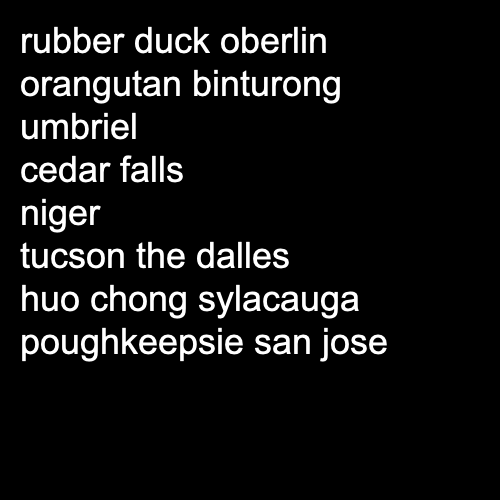 rubber duck oberlin
orangutan binturong
umbriel
cedar falls
niger
tucson the dalles
huo chong sylacauga
poughkeepsie san jose